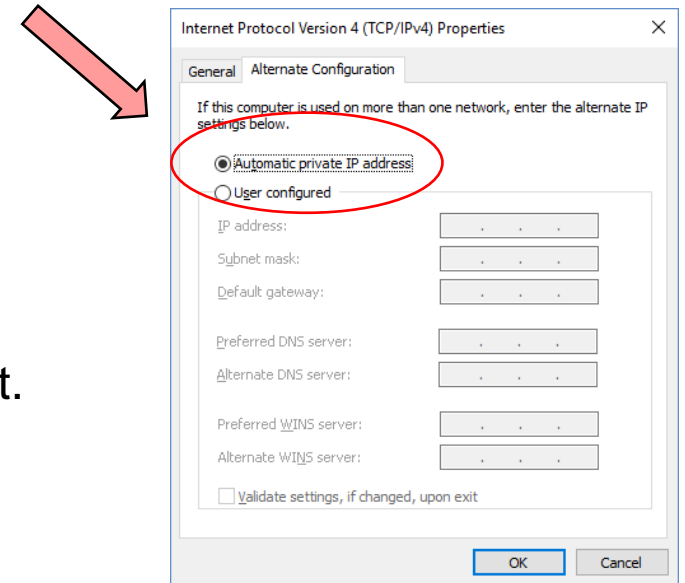 Internet Protocol Version 4 (TCP/IPv4) Properties
General Alternate Configuration
If this computer is used on more than one network, enter the alternate IP
settings below.
Automatic private IP address
User configured
IP address:
Subnet mask:
Default gateway:
Preferred DNS server:
Alternate DNS server:
t.
Preferred WINS server:
Alternate WINS server:
Validate settings, if changed, upon exit
OK Cancel